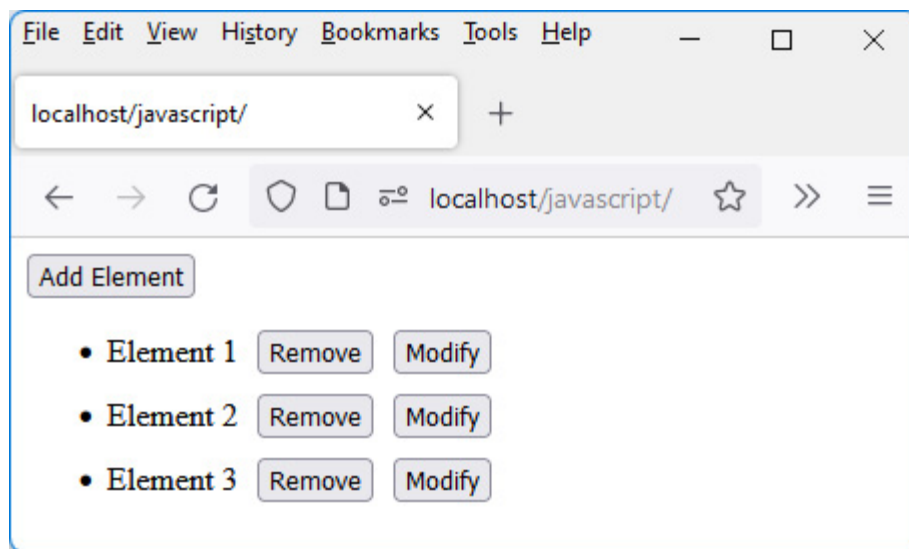 File Edit View History Bookmarks Tools Help
localhost/javascript/
localhost/javascript/
Add Element
• Element 1 Remove Modify
• Element 2 Remove Modify
• Element 3 Remove Modify